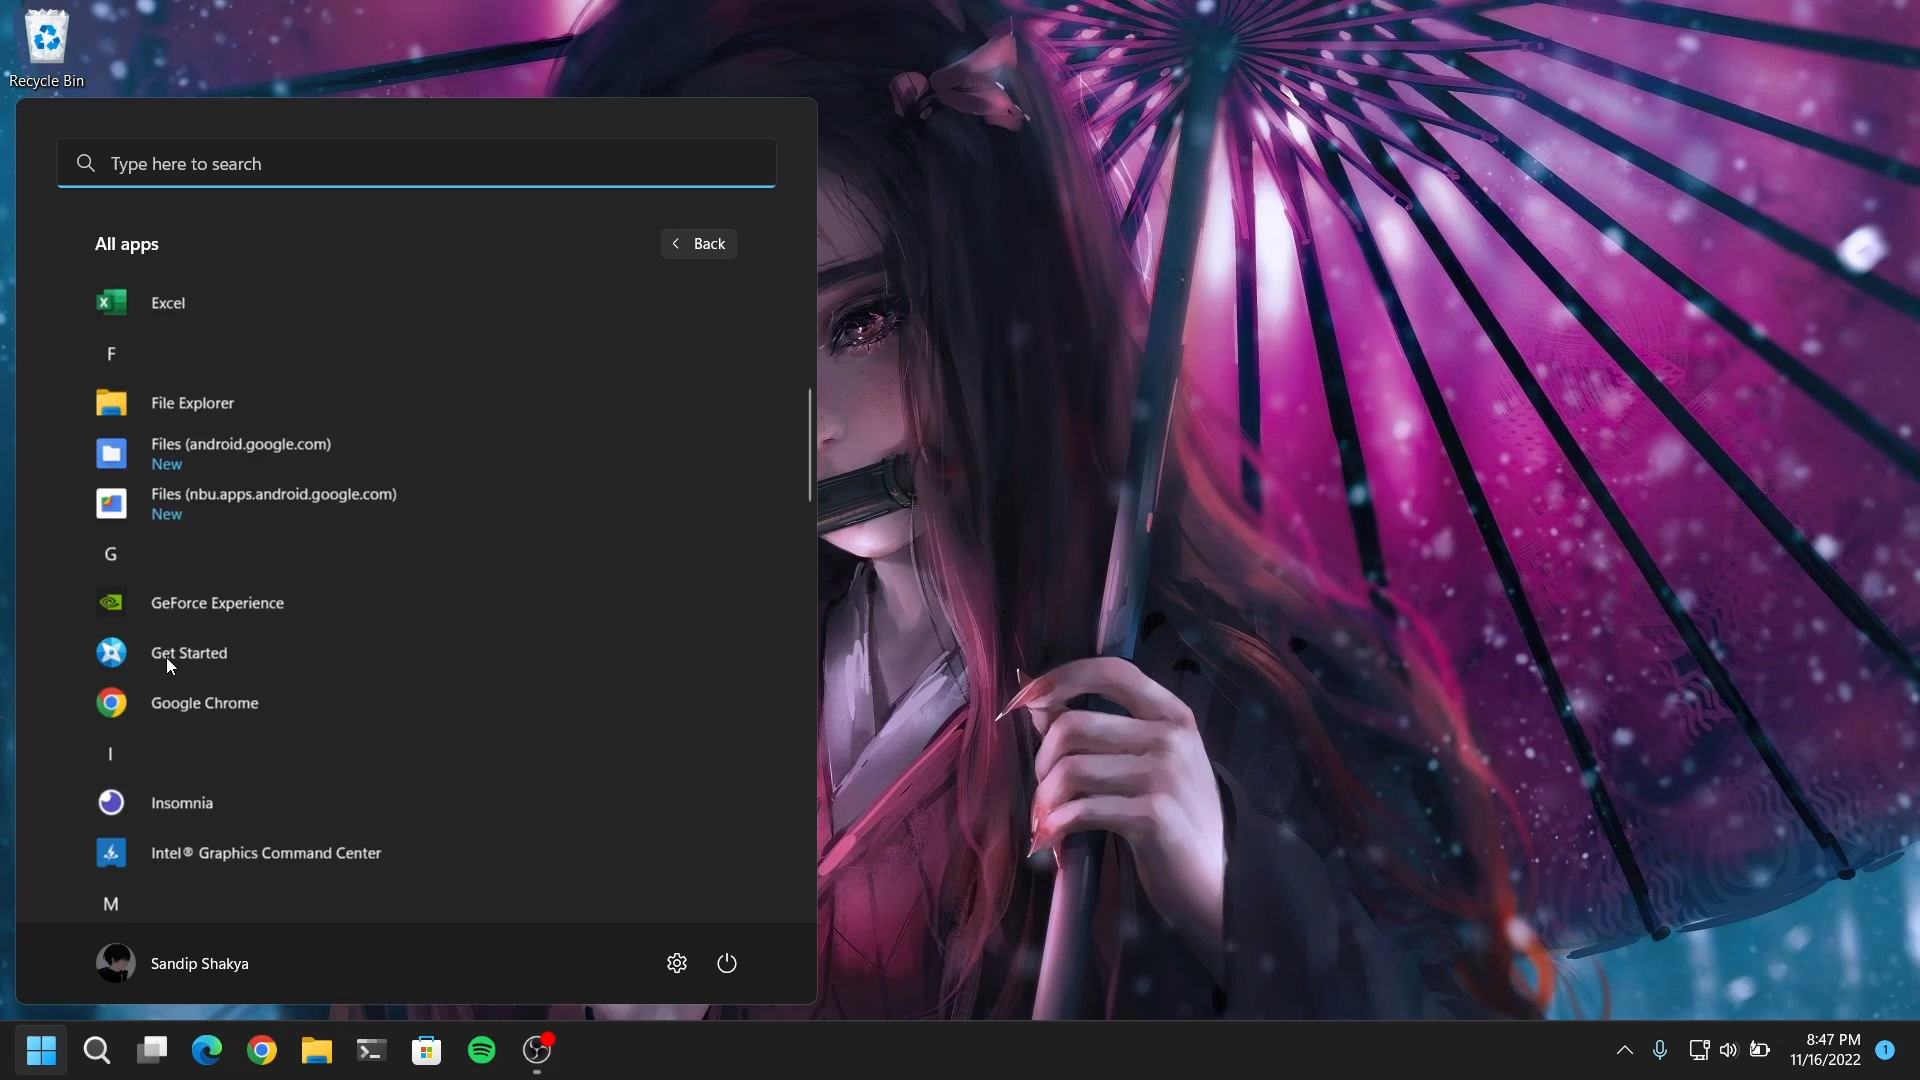 Recycle Bin
Type here to search
All apps
Back
Excel
F
File Explorer
Files (android.google.com)
New
Files (nbu.apps.android.google.com)
New
G
GeForce Experience
Get Started
Google Chrome
I
Insomnia
Intel® Graphics Command Center
M
Sandip Shakya
8:47 PM
11/16/2022
1